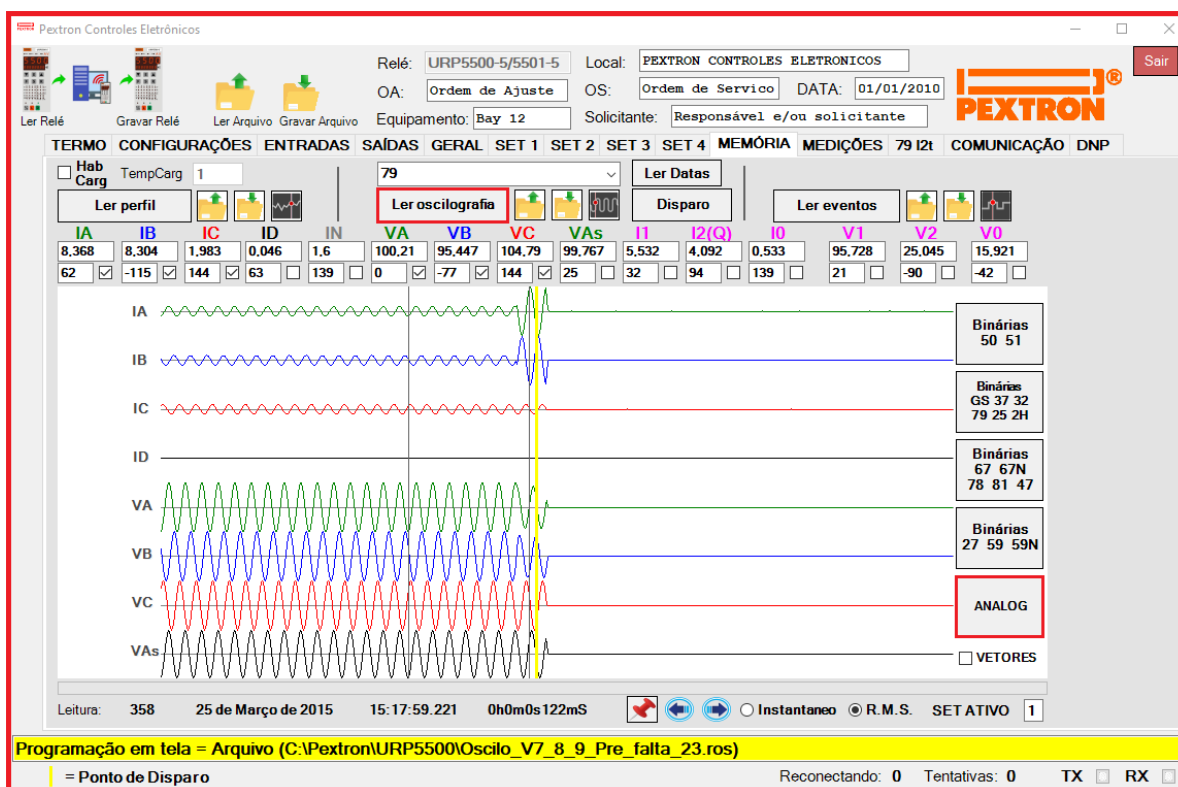 Pextron Controles Eletrônicos
Relé: URP5500-5/5501-5 Local: PEXTRON CONTROLES ELETRONICOS Sair
OA: Ordem de Ajuste OS: Ordem de Servico DATA: 01/01/2010
Ler Relé Gravar Relé Ler Arquivo Gravar Arquivo Equipamento: Bay 12 Solicitante: Responsável e/ou solicitante PEXTRON®
TERMO CONFIGURAÇÕES ENTRADAS SAÍDAS GERAL SET 1 SET 2 SET 3 SET 4 MEMÓRIA MEDIÇÕES 79 I2t COMUNICAÇÃO DNP
Hab Carg TempCarg 1 79 Ler Datas
Ler perfil Ler oscilografia Disparo Ler eventos
IA IB IC ID IN VA VB VC VAs I1 I2(Q) I0 V1 V2 V0
8,368 8,304 1,983 0,046 1,6 100,21 95,447 104,79 99,767 5,532 4,092 0,533 95,728 25,045 15,921
62 -115 144 63 139 0 -77 144 25 32 94 139 21 -90 -42
IA
IB
IC
ID
VA
VB
VC
VAs
Binárias
50 51
Binárias
GS 37 32
79 25 2H
Binárias
67 67N
78 81 47
Binárias
27 59 59N
ANALOG
VETORES
Leitura: 358 25 de Março de 2015 15:17:59.221 0h0m0s122mS Instantaneo R.M.S. SET ATIVO 1
Programação em tela = Arquivo (C:\Pextron\URP5500\Oscilo_V7_8_9_Pre_falta_23.ros)
= Ponto de Disparo Reconectando: 0 Tentativas: 0 TX RX